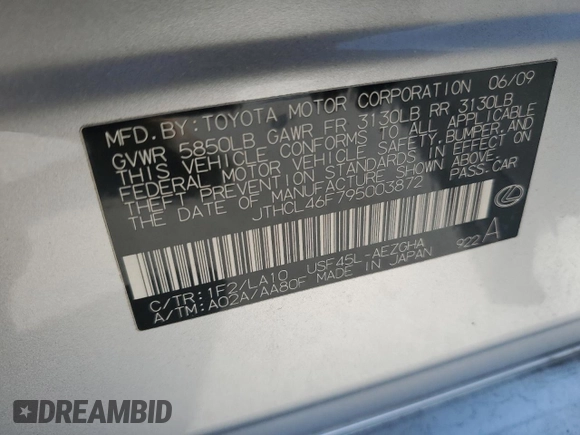 MFD. BY: TOYOTA MOTOR CORPORATION 06/09
GVWR 5850LB GAWR FR 3130LB RR 3130LB
THIS VEHICLE CONFORMS TO ALL APPLICABLE
FEDERAL MOTOR VEHICLE SAFETY, BUMPER, AND
THEFT PREVENTION STANDARDS IN EFFECT ON
THE DATE OF MANUFACTURE SHOWN ABOVE.
JTHCL46F795003872 PASS.CAR
C/TR:1F2/LA10 USF45L-AEZGHA
A/TM:A02A/AA80F MADE IN JAPAN 922 A
DREAMBID